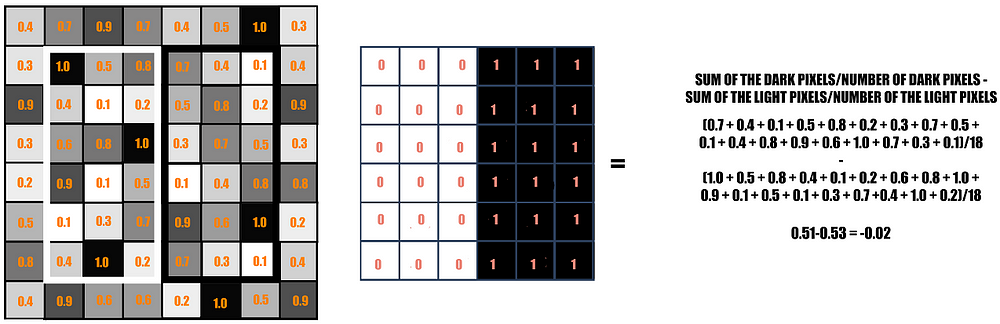 0.4 0.7 0.9 0.7 0.4 0.5 1.0 0.3
0.3 1.0 0.5 0.8 0.7 0.4 0.1 0.4
0.9 0.4 0.1 0.2 0.5 0.8 0.2 0.9
0.3 0.6 0.8 1.0 0.3 0.7 0.5 0.3
0.2 0.9 0.1 0.5 0.1 0.4 0.8 0.8
0.5 0.1 0.3 0.7 0.9 0.6 1.0 0.2
0.8 0.4 1.0 0.2 0.7 0.3 0.1 0.4
0.4 0.9 0.2 1.0 0.5 0.9
0 0 0 1 1 1
0 0 0 1 1 1
0 0 0 1 1 1
0 0 0 1 1 1
0 0 0 1 1 1
0 0 0 1 1 1
=
SUM OF THE DARK PIXELS/NUMBER OF DARK PIXELS -
SUM OF THE LIGHT PIXELS/NUMBER OF THE LIGHT PIXELS
(0.7 + 0.4 + 0.1 + 0.5 + 0.8 + 0.2 + 0.3 + 0.7 + 0.5 +
0.1 + 0.4 + 0.8 + 0.9 + 0.6 + 1.0 + 0.7 + 0.3 + 0.1)/18
-
(1.0 + 0.5 + 0.8 + 0.4 + 0.1 + 0.2 + 0.6 + 0.8 + 1.0 +
0.9 + 0.1 + 0.5 + 0.1 + 0.3 + 0.7 +0.4 + 1.0 + 0.2)/18
0.51-0.53 = -0.02